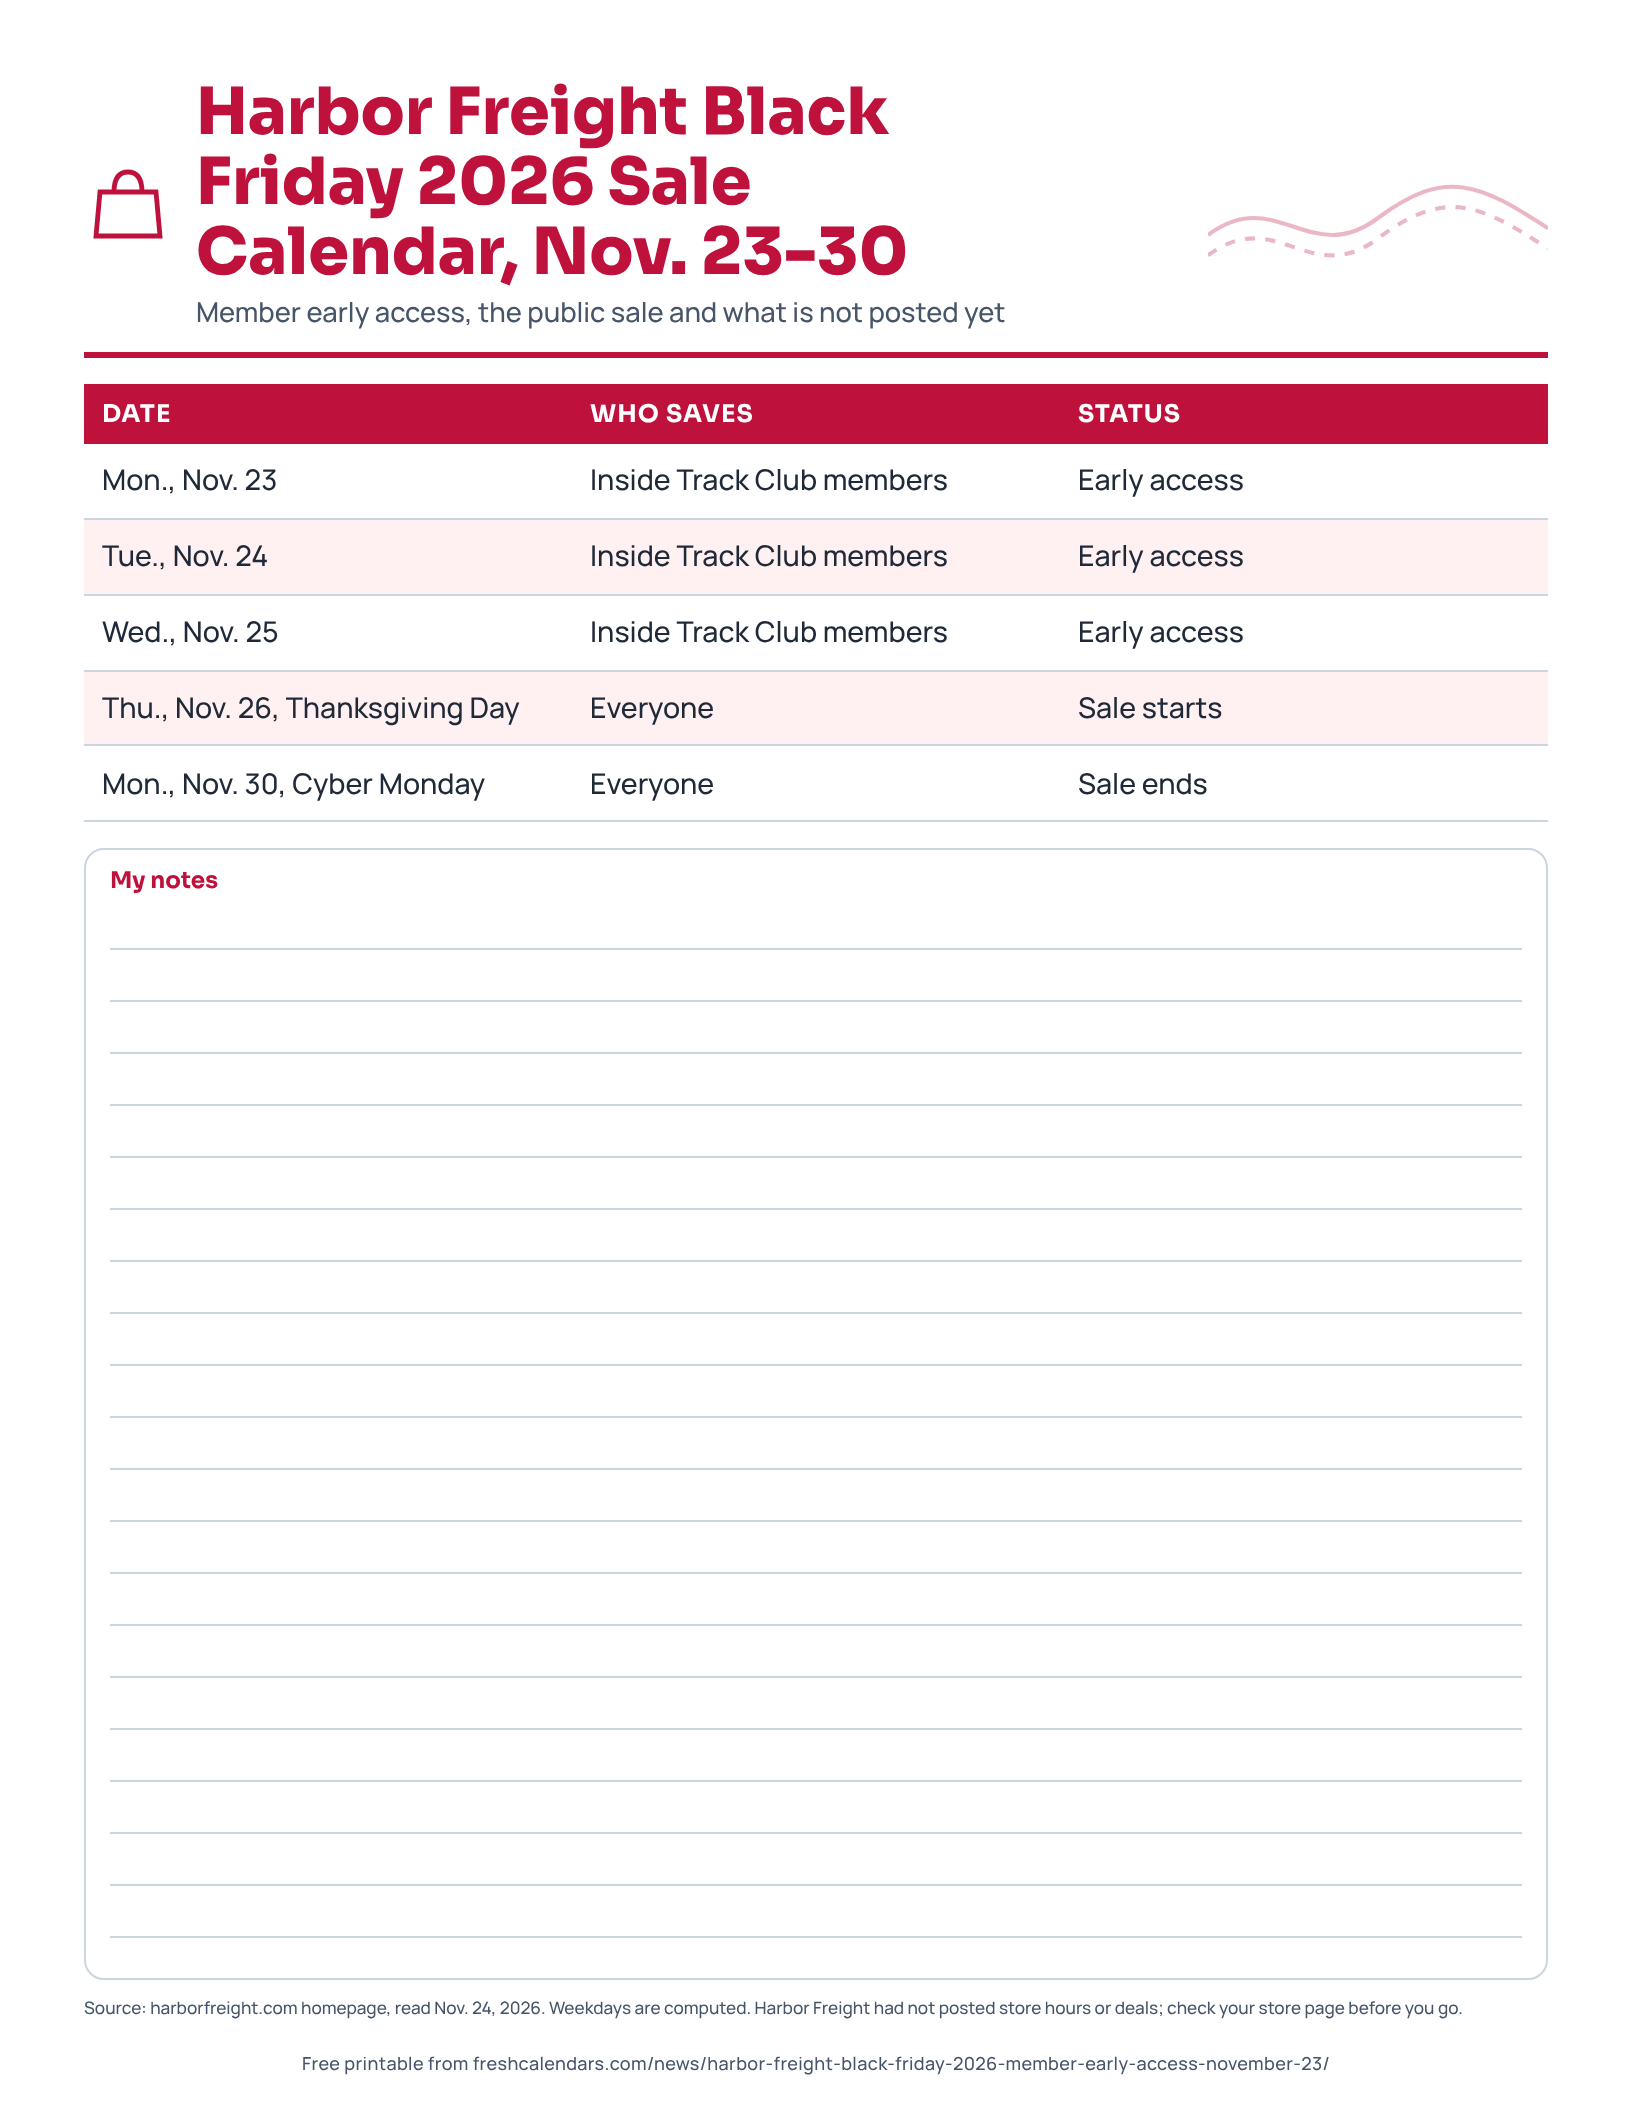 Harbor Freight Black
Friday 2026 Sale
Calendar, Nov. 23–30
Member early access, the public sale and what is not posted yet
DATE WHO SAVES STATUS
Mon., Nov. 23 Inside Track Club members Early access
Tue., Nov. 24 Inside Track Club members Early access
Wed., Nov. 25 Inside Track Club members Early access
Thu., Nov. 26, Thanksgiving Day Everyone Sale starts
Mon., Nov. 30, Cyber Monday Everyone Sale ends
My notes
Source: harborfreight.com homepage, read Nov. 24, 2026. Weekdays are computed. Harbor Freight had not posted store hours or deals; check your store page before you go.
Free printable from freshcalendars.com/news/harbor-freight-black-friday-2026-member-early-access-november-23/